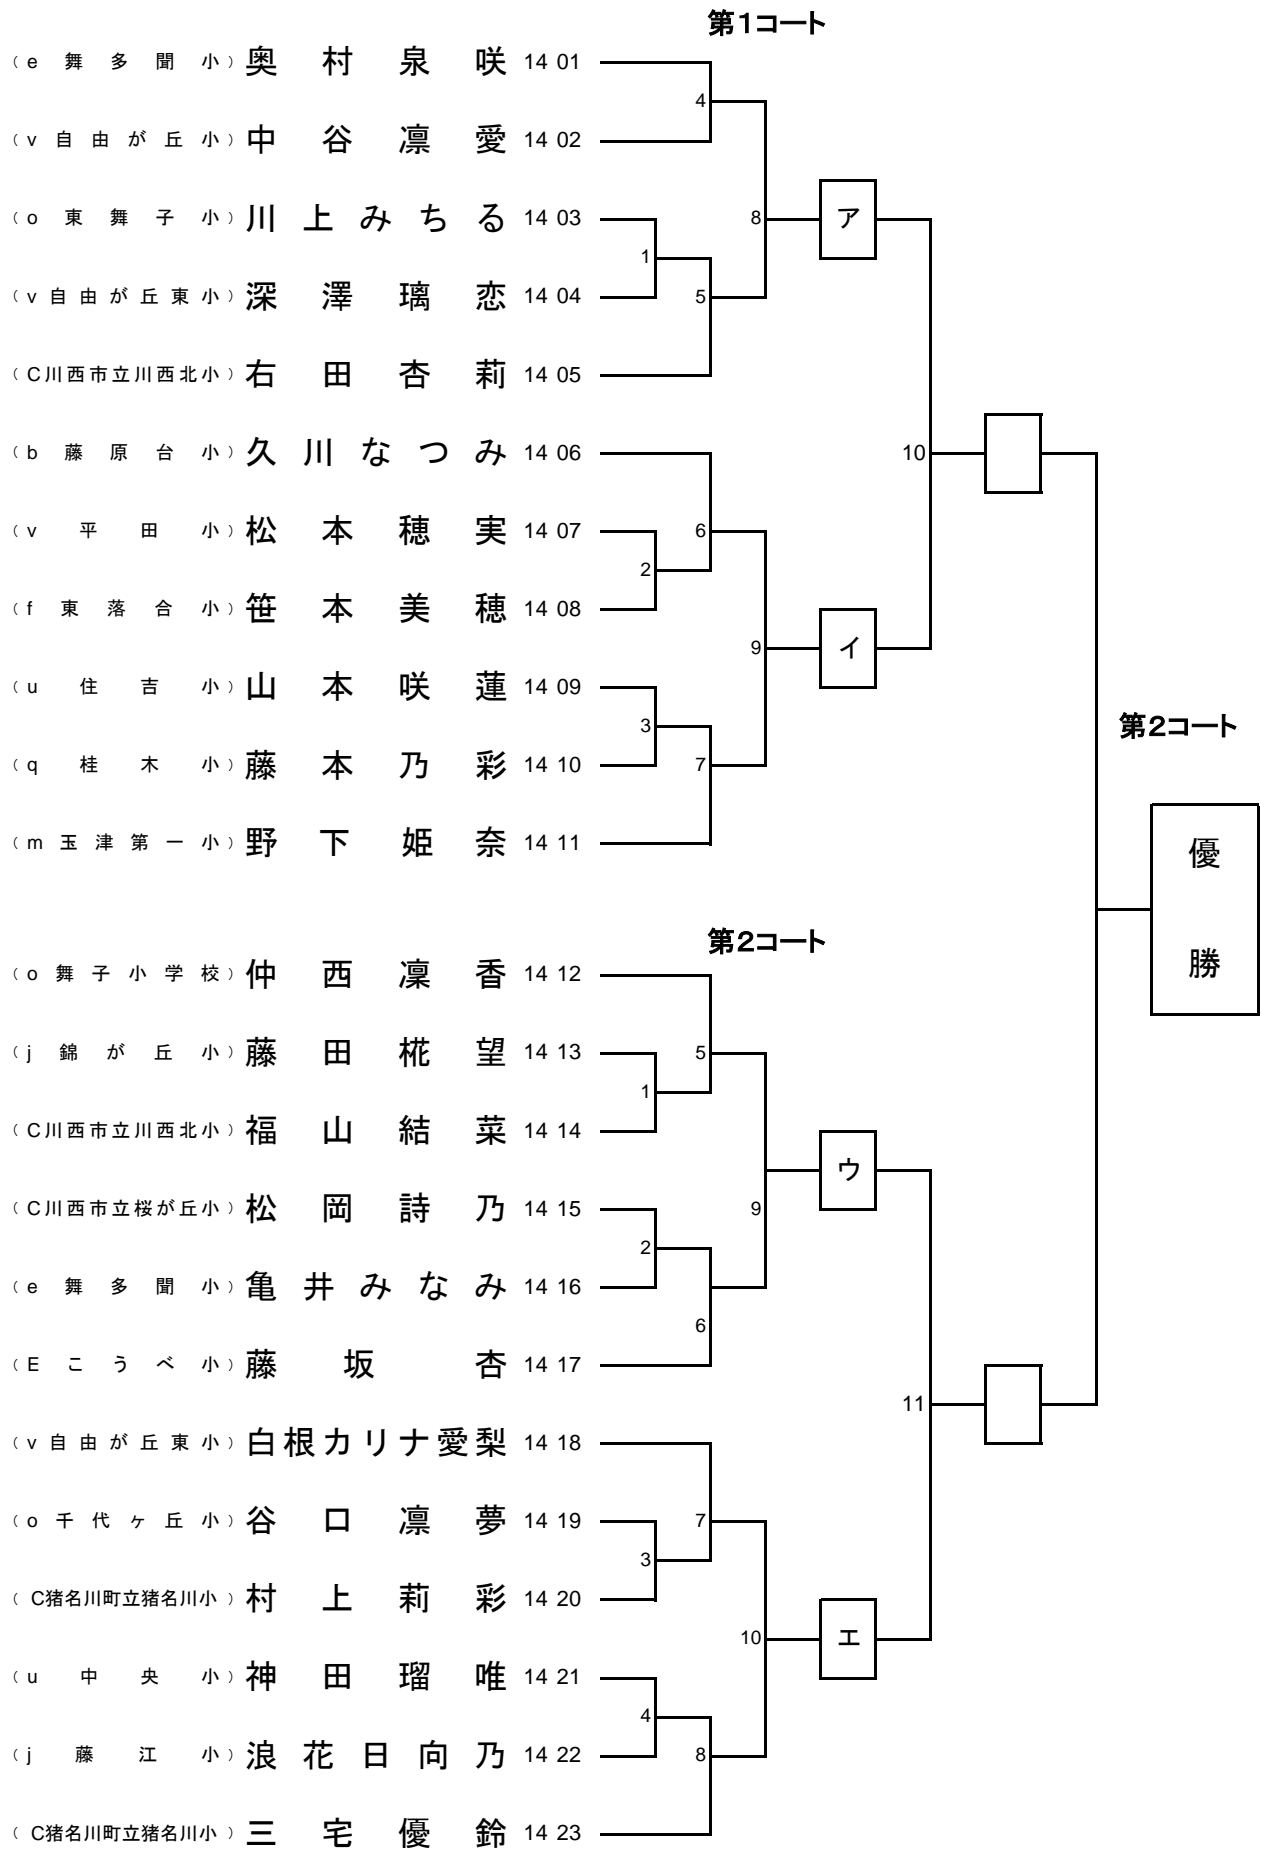 第1コート
（e 舞多聞小）奥村泉咲 14 01
4
（v 自由が丘小）中谷凛愛 14 02
（o 東舞子小）川上みちる 14 03
8 ア
1
（v 自由が丘東小）深澤璃恋 14 04
5
（C川西市立川西北小）右田杏莉 14 05
（b 藤原台小）久川なつみ 14 06
10
（v 平田小）松本穂実 14 07
6
2
（f 東落合小）笹本美穂 14 08
9 イ
（u 住吉小）山本咲蓮 14 09
3
第2コート
（q 桂木小）藤本乃彩 14 10
7
（m 玉津第一小）野下姫奈 14 11
優勝
第2コート
（o 舞子小学校）仲西凜香 14 12
（j 錦が丘小）藤田椛望 14 13
5
1
（C川西市立川西北小）福山結菜 14 14
ウ
（C川西市立桜が丘小）松岡詩乃 14 15
9
2
（e 舞多聞小）亀井みなみ 14 16
6
（E こうべ小）藤坂杏 14 17
11
（v 自由が丘東小）白根カリナ愛梨 14 18
（o 千代ヶ丘小）谷口凛夢 14 19
7
3
（C猪名川町立猪名川小）村上莉彩 14 20
10 エ
（u 中央小）神田瑠唯 14 21
4
（j 藤江小）浪花日向乃 14 22
8
（C猪名川町立猪名川小）三宅優鈴 14 23